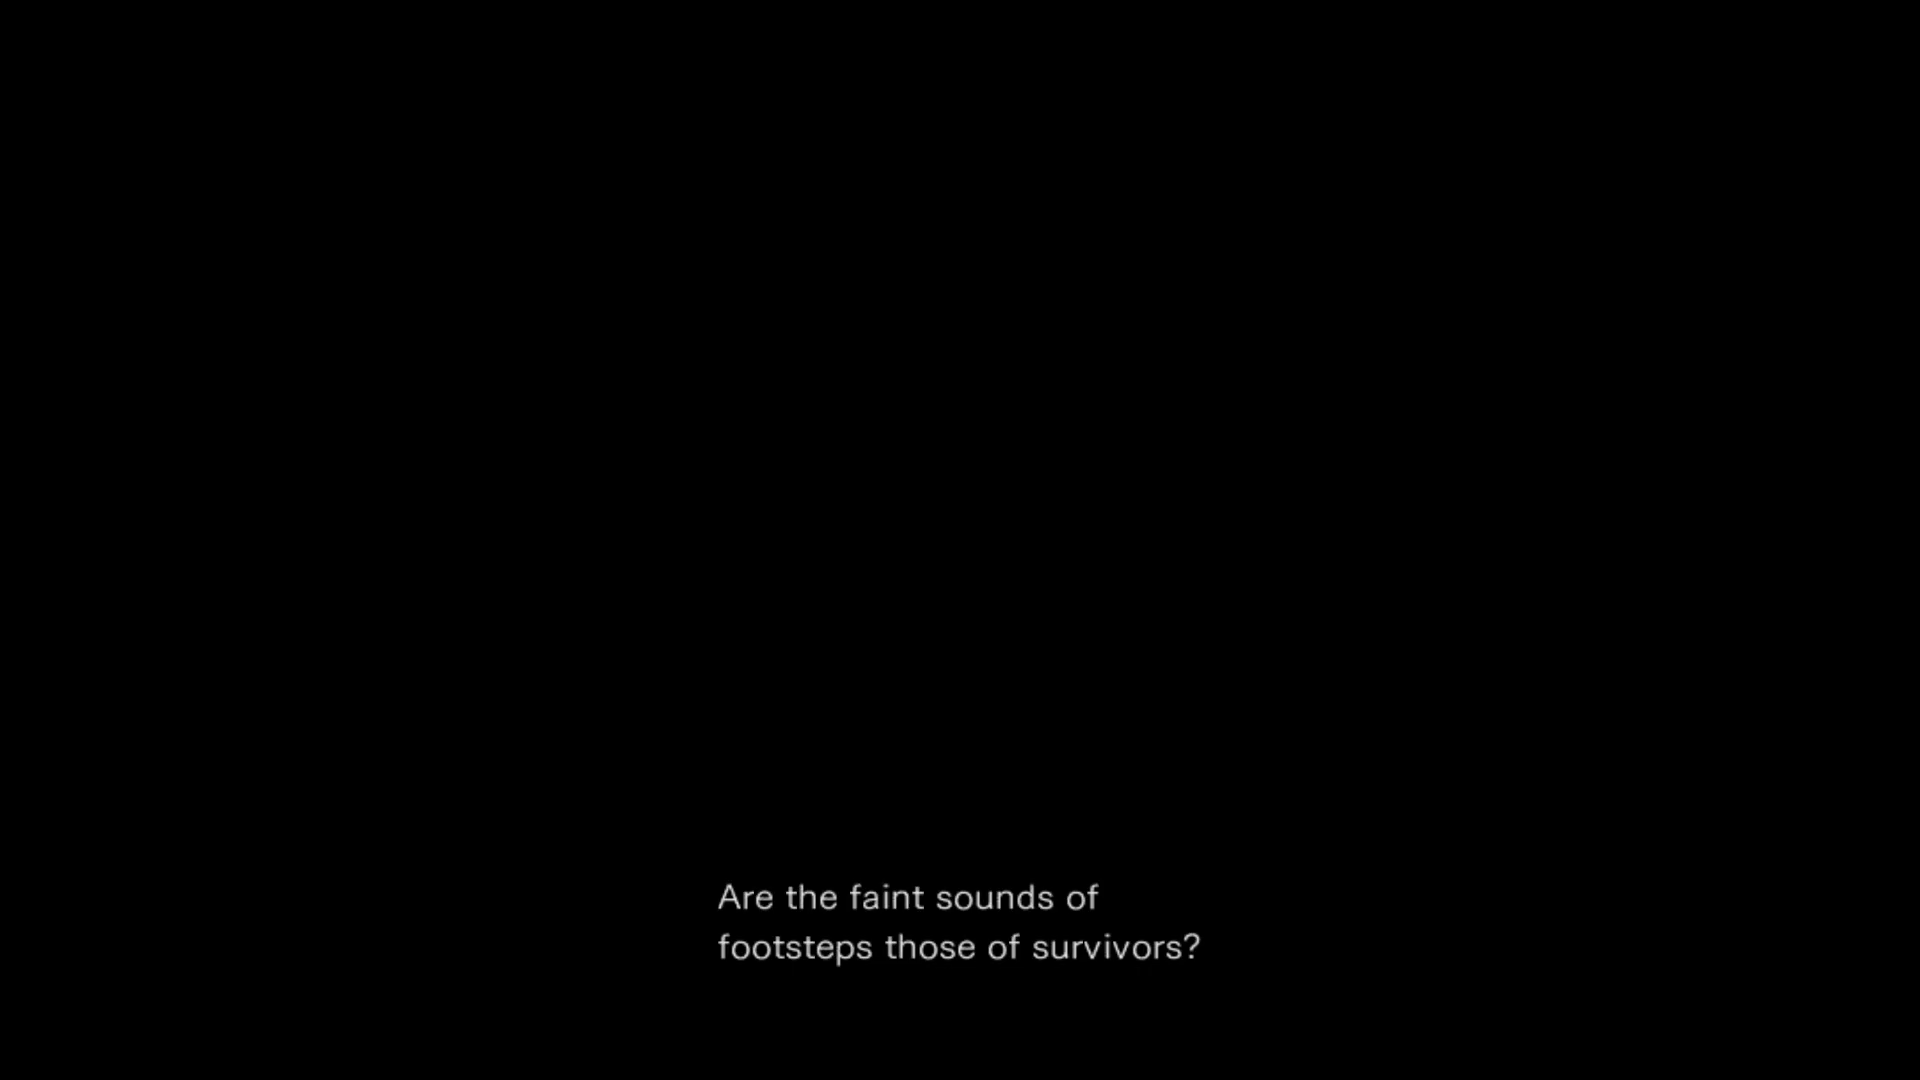 Are the faint sounds of
footsteps those of survivors?